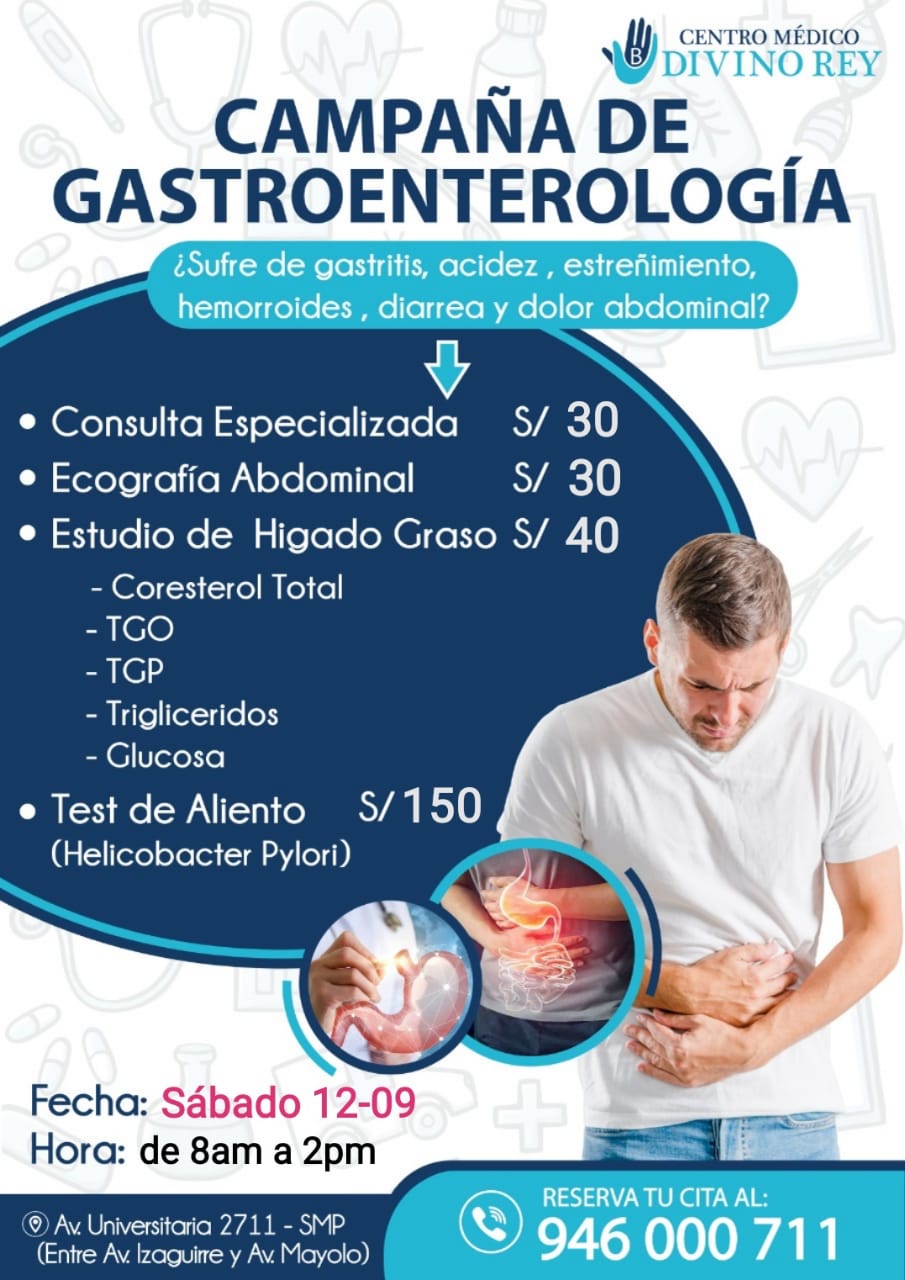 CENTRO MÉDICO
B
DIVINO REY
CAMPAÑA DE
GASTROENTEROLOGÍA
¿Sufre de gastritis, acidez , estreñimiento,
hemorroides , diarrea y dolor abdominal?
• Consulta Especializada S/ 30
• Ecografía Abdominal S/ 30
• Estudio de Higado Graso S/ 40
- Coresterol Total
- TGO
- TGP
- Trigliceridos
- Glucosa
• Test de Aliento S/ 150
(Helicobacter Pylori)
Fecha: Sábado 12-09
Hora: de 8am a 2pm
Av. Universitaria 2711 - SMP
(Entre Av. Izaguirre y Av. Mayolo)
RESERVA TU CITA AL:
946 000 711